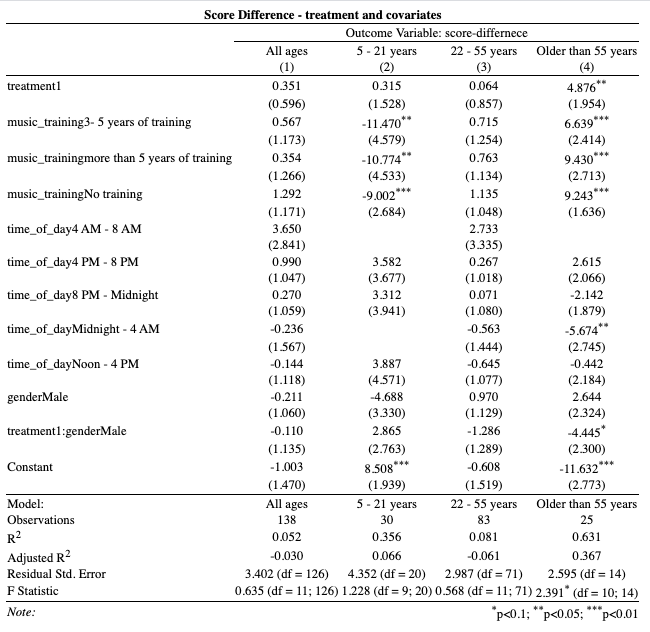 Score Difference - treatment and covariates
Outcome Variable: score-differnece
All ages 5 - 21 years 22 - 55 years Older than 55 years
(1) (2) (3) (4)
treatment1 0.351 0.315 0.064 4.876**
(0.596) (1.528) (0.857) (1.954)
music_training3- 5 years of training 0.567 -11.470** 0.715 6.639***
(1.173) (4.579) (1.254) (2.414)
music_trainingmore than 5 years of training 0.354 -10.774** 0.763 9.430***
(1.266) (4.533) (1.134) (2.713)
music_trainingNo training 1.292 -9.002*** 1.135 9.243***
(1.171) (2.684) (1.048) (1.636)
time_of_day4 AM - 8 AM 3.650 2.733
(2.841) (3.335)
time_of_day4 PM - 8 PM 0.990 3.582 0.267 2.615
(1.047) (3.677) (1.018) (2.066)
time_of_day8 PM - Midnight 0.270 3.312 0.071 -2.142
(1.059) (3.941) (1.080) (1.879)
time_of_dayMidnight - 4 AM -0.236 -0.563 -5.674**
(1.567) (1.444) (2.745)
time_of_dayNoon - 4 PM -0.144 3.887 -0.645 -0.442
(1.118) (4.571) (1.077) (2.184)
genderMale -0.211 -4.688 0.970 2.644
(1.060) (3.330) (1.129) (2.324)
treatment1:genderMale -0.110 2.865 -1.286 -4.445*
(1.135) (2.763) (1.289) (2.300)
Constant -1.003 8.508*** -0.608 -11.632***
(1.470) (1.939) (1.519) (2.773)
Model: All ages 5 - 21 years 22 - 55 years Older than 55 years
Observations 138 30 83 25
R2 0.052 0.356 0.081 0.631
Adjusted R2 -0.030 0.066 -0.061 0.367
Residual Std. Error 3.402 (df = 126) 4.352 (df = 20) 2.987 (df = 71) 2.595 (df = 14)
F Statistic 0.635 (df = 11; 126) 1.228 (df = 9; 20) 0.568 (df = 11; 71) 2.391* (df = 10; 14)
Note: *p<0.1; **p<0.05; ***p<0.01